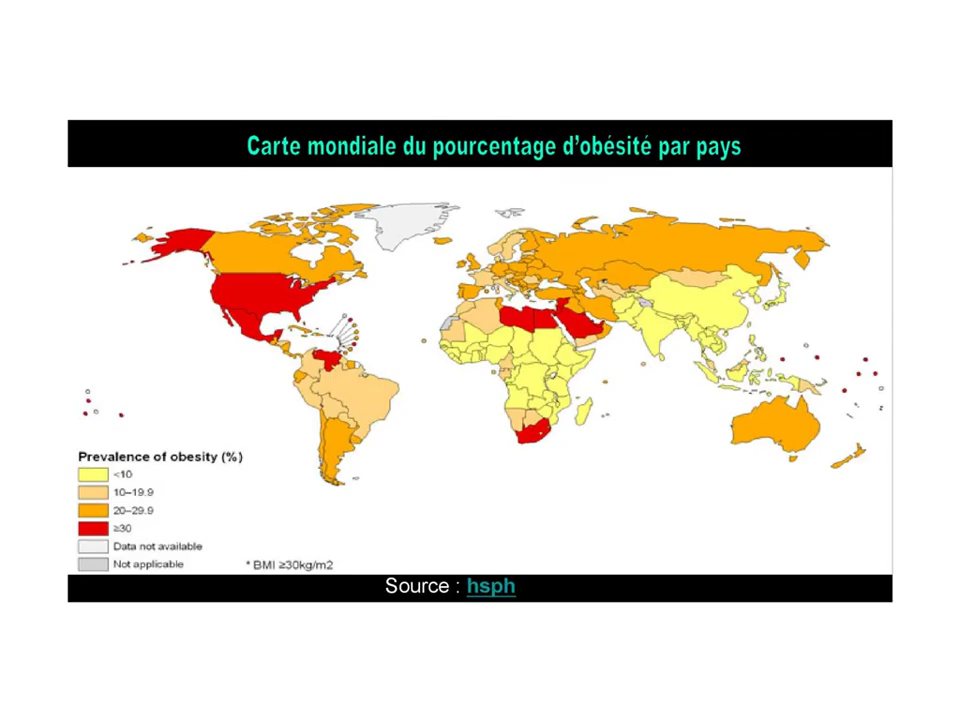 Carte mondiale du pourcentage d'obésité par pays
Prevalence of obesity (%)
<10
10–19.9
20–29.9
≥30
Data not available
Not applicable
* BMI ≥30kg/m2
Source : hsph